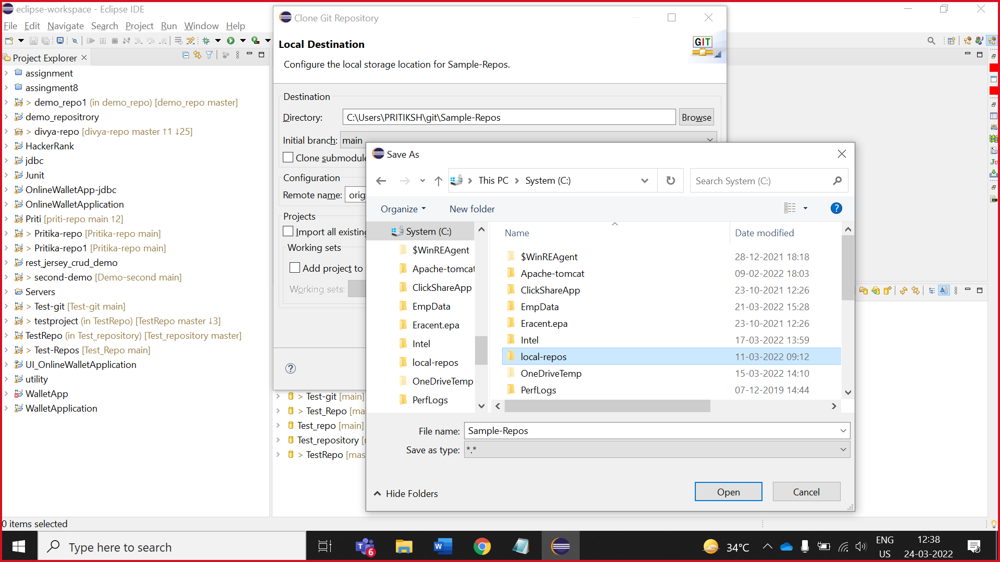 eclipse-workspace - Eclipse IDE
File Edit Navigate Search Project Run Window Help
Project Explorer
assignment
assingment8
> demo_repo1 (in demo_repo) [demo_repo master]
demo_repositrory
> divya-repo [divya-repo master ↑1 ↓25]
HackerRank
jdbc
Junit
OnlineWalletApp-jdbc
OnlineWalletApplication
Priti [priti-repo main ↑2]
> Pritika-repo [Pritika-repo main]
> Pritika-repo1 [Pritika-repo main]
rest_jersey_crud_demo
> second-demo [Demo-second main]
Servers
> Test-git [Test-git main]
> testproject (in TestRepo) [TestRepo master ↓3]
TestRepo (in Test_repository) [Test_repository master]
> Test-Repos [Test_Repo main]
UI_OnlineWalletApplication
utility
WalletApp
WalletApplication
0 items selected
Clone Git Repository
Local Destination
Configure the local storage location for Sample-Repos.
GIT
Destination
Directory: C:\Users\PRITIKSH\git\Sample-Repos Browse
Initial branch: main
Clone submodule
Configuration
Remote name: orig
Projects
Import all existing
Working sets
Add project to
Working sets:
> Test-git [main]
> Test_Repo [mai
Test_repo [main]
Test_repository [
> TestRepo [mas
Save As
This PC System (C:)
Search System (C:)
Organize New folder
System (C:)
$WinREAgent
Apache-tomcat
ClickShareApp
EmpData
Eracent.epa
Intel
local-repos
OneDriveTemp
PerfLogs
Name Date modified
$WinREAgent 28-12-2021 18:18
Apache-tomcat 09-02-2022 18:03
ClickShareApp 23-10-2021 12:26
EmpData 21-03-2022 15:28
Eracent.epa 23-10-2021 12:26
Intel 17-03-2022 13:59
local-repos 11-03-2022 09:12
OneDriveTemp 15-03-2022 14:10
PerfLogs 07-12-2019 14:44
File name: Sample-Repos
Save as type: *.*
Hide Folders
Open Cancel
Ju
Type here to search
6
34°C
ENG
US
12:38
24-03-2022